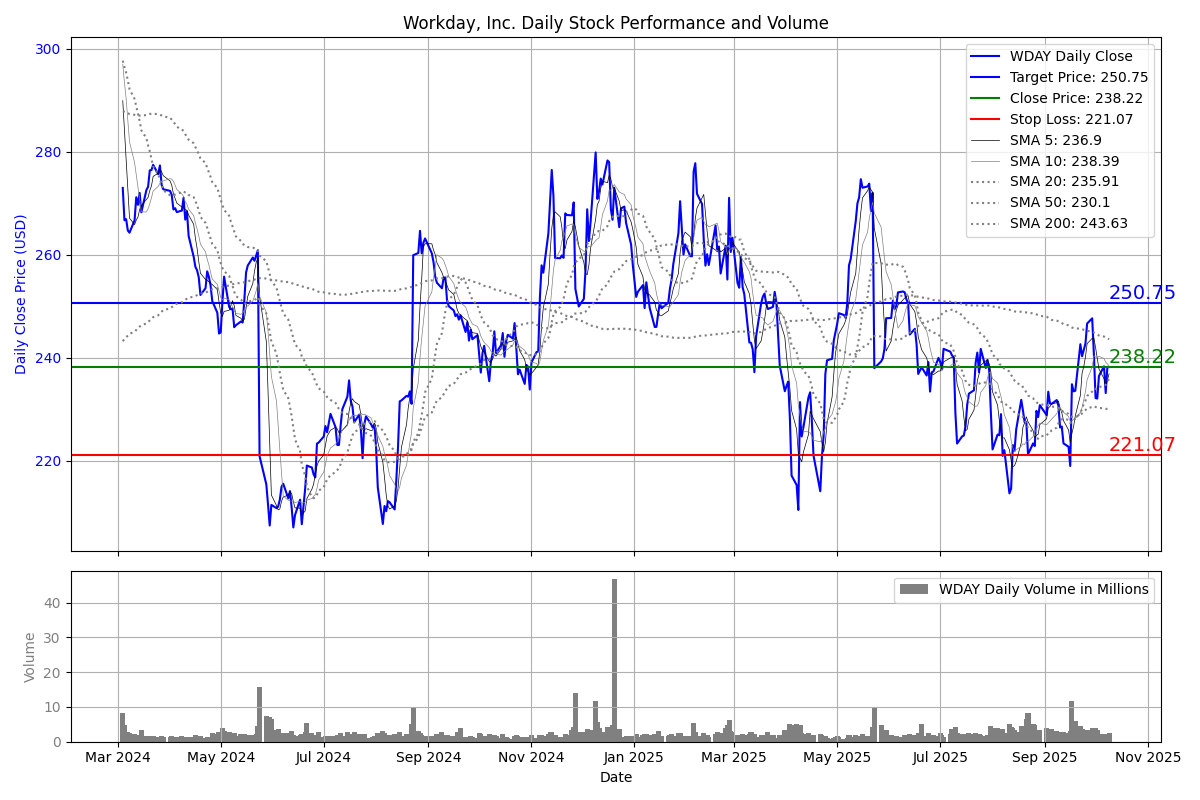 Workday, Inc. Daily Stock Performance and Volume
Daily Close Price (USD)
300
280
260
240
220
WDAY Daily Close
Target Price: 250.75
Close Price: 238.22
Stop Loss: 221.07
SMA 5: 236.9
SMA 10: 238.39
SMA 20: 235.91
SMA 50: 230.1
SMA 200: 243.63
250.75
238.22
221.07
Volume
40
30
20
10
0
WDAY Daily Volume in Millions
Mar 2024 May 2024 Jul 2024 Sep 2024 Nov 2024 Jan 2025 Mar 2025 May 2025 Jul 2025 Sep 2025 Nov 2025
Date